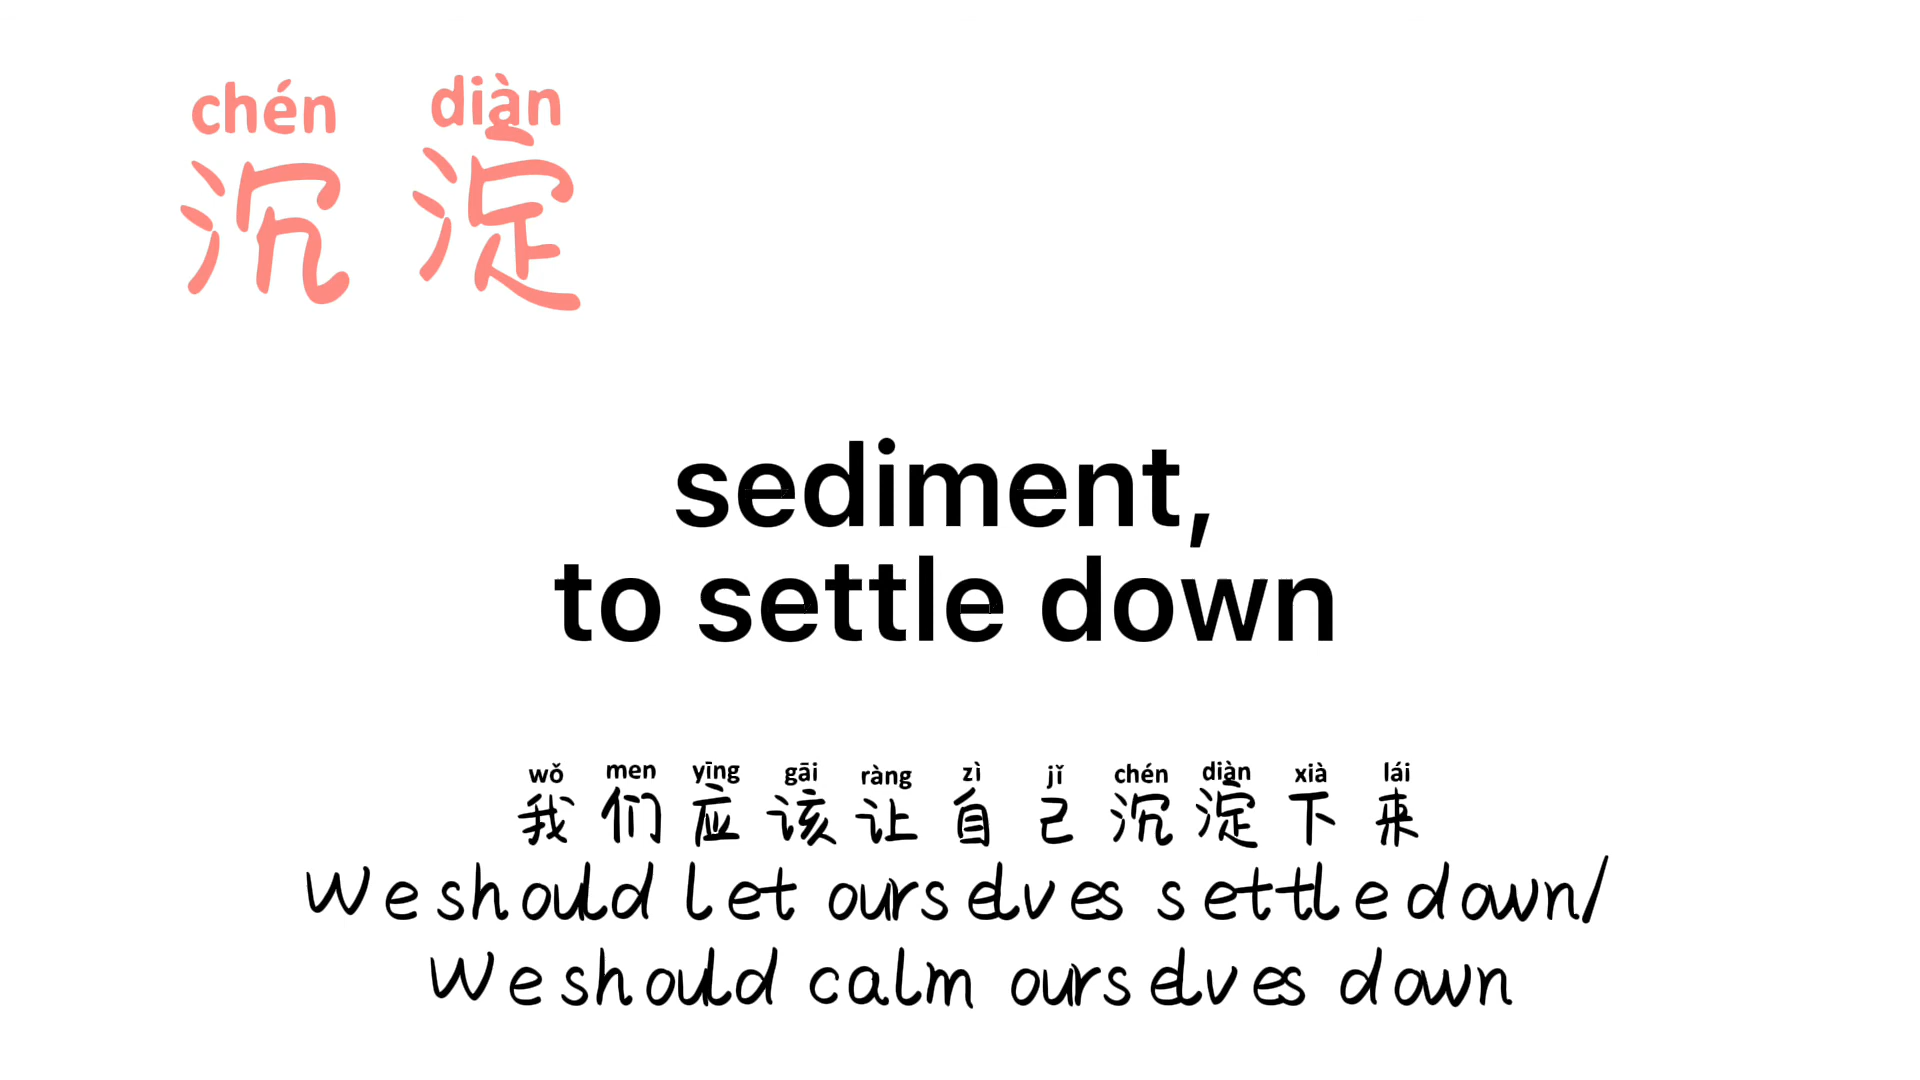 chén diàn
沉淀
sediment,
to settle down
wǒ men yīng gāi ràng zì jǐ chén diàn xià lái
我们应该让自己沉淀下来
We should let ourselves settle down/
We should calm ourselves down